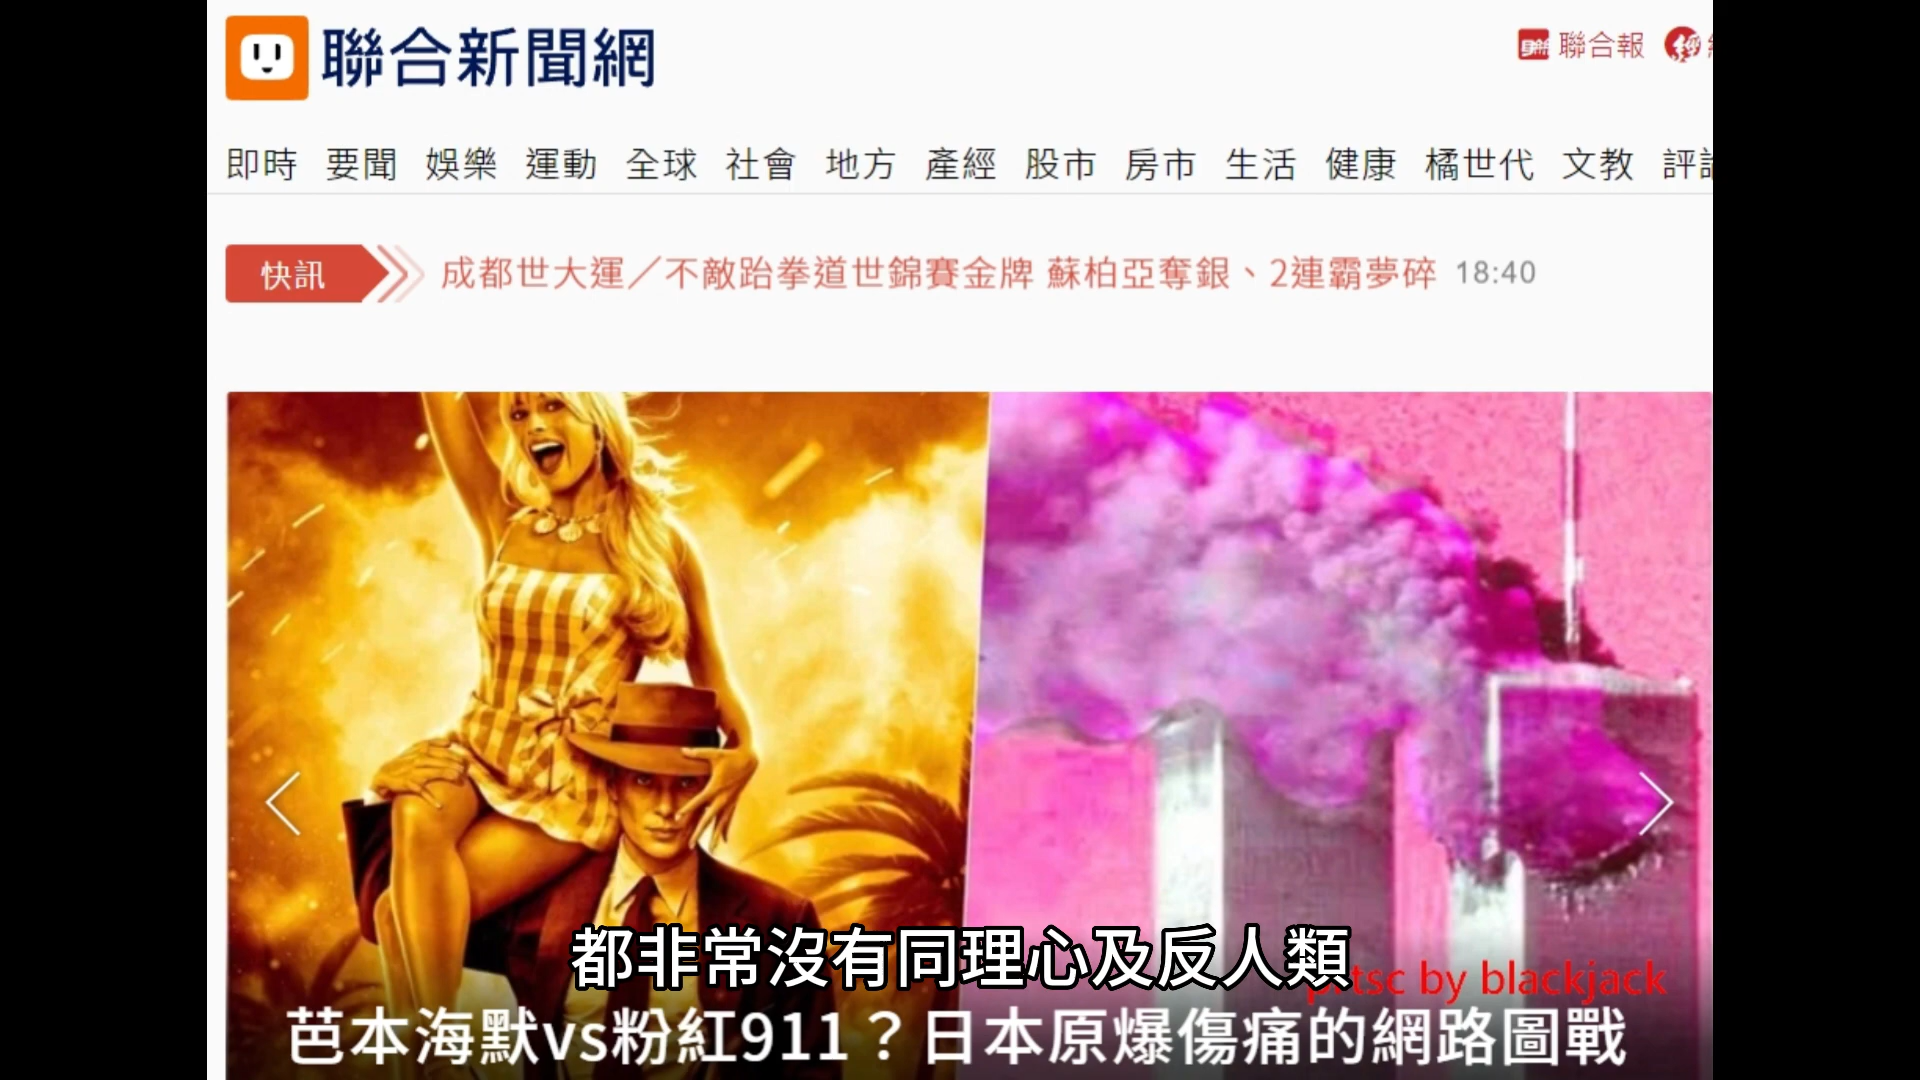 聯合新聞網
聯合報
即時 要聞 娛樂 運動 全球 社會 地方 產經 股市 房市 生活 健康 橘世代 文教 評
快訊 成都世大運／不敵跆拳道世錦賽金牌 蘇柏亞奪銀、2連霸夢碎 18:40
都非常沒有同理心及反人類
prtsc by blackjack
芭本海默vs粉紅911？日本原爆傷痛的網路圖戰